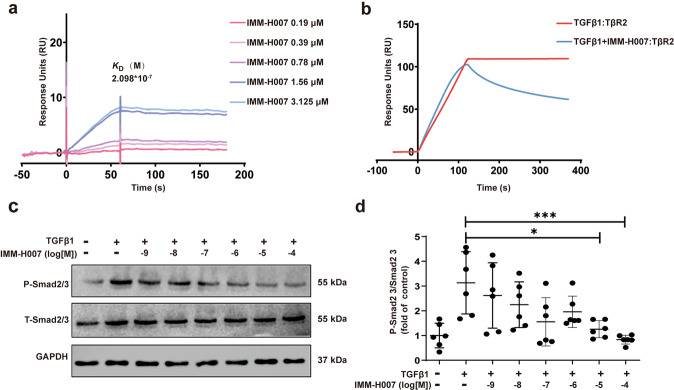 a
Response Units (RU)
20
10
0
-50 0 50 100 150 200
Time (s)
K_D (M)
2.098*10⁻⁷
IMM-H007 0.19 μM
IMM-H007 0.39 μM
IMM-H007 0.78 μM
IMM-H007 1.56 μM
IMM-H007 3.125 μM
b
Response Units (RU)
150
100
50
0
-100 0 100 200 300 400
Time (s)
TGFβ1:TβR2
TGFβ1+IMM-H007:TβR2
c
TGFβ1 - + + + + + + +
IMM-H007 (log[M]) - - -9 -8 -7 -6 -5 -4
P-Smad2/3 55 kDa
T-Smad2/3 55 kDa
GAPDH 37 kDa
d
P-Smad2 3/Smad2 3
(fold of control)
6
5
4
3
2
1
0
***
*
TGFβ1 - + + + + + + +
IMM-H007 (log[M]) - - -9 -8 -7 -6 -5 -4